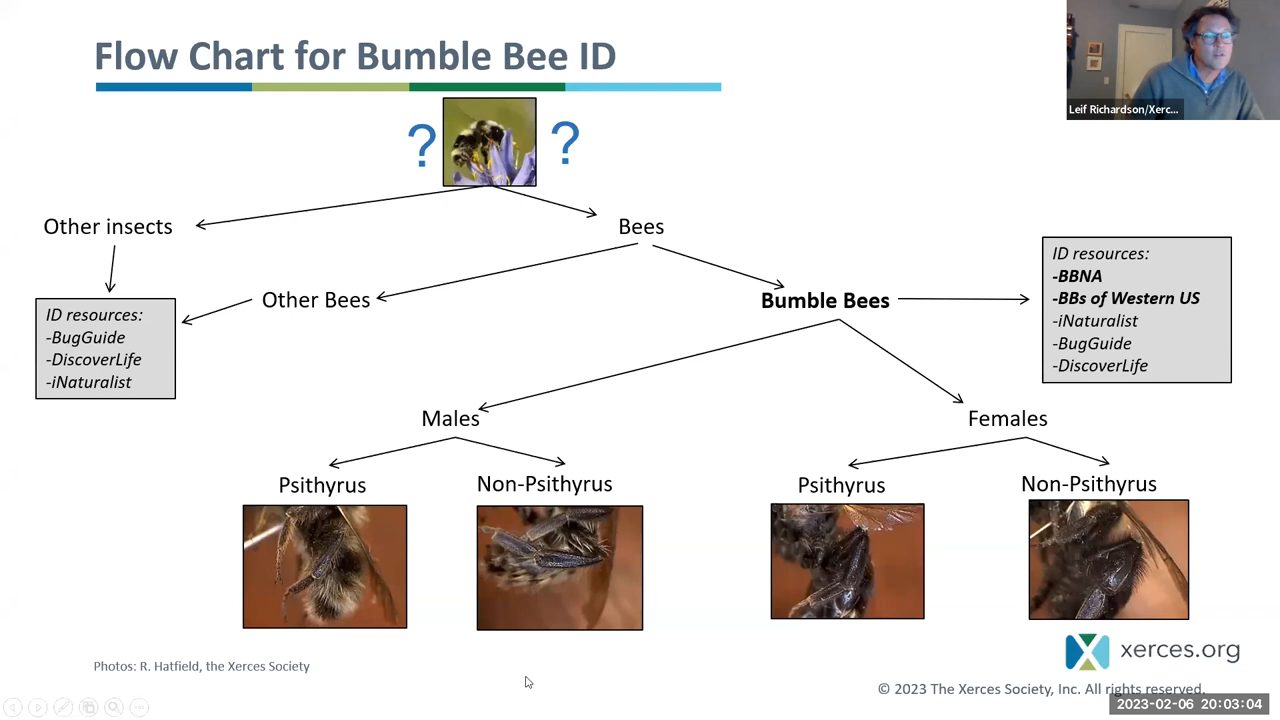 Flow Chart for Bumble Bee ID
Leif Richardson/Xerc...
? ?
Other insects
Bees
ID resources:
-BBNA
-BBs of Western US
-iNaturalist
-BugGuide
-DiscoverLife
Other Bees
Bumble Bees
ID resources:
-BugGuide
-DiscoverLife
-iNaturalist
Males
Females
Psithyrus
Non-Psithyrus
Psithyrus
Non-Psithyrus
xerces.org
Photos: R. Hatfield, the Xerces Society
© 2023 The Xerces Society, Inc. All rights reserved.
2023-02-06 20:03:04